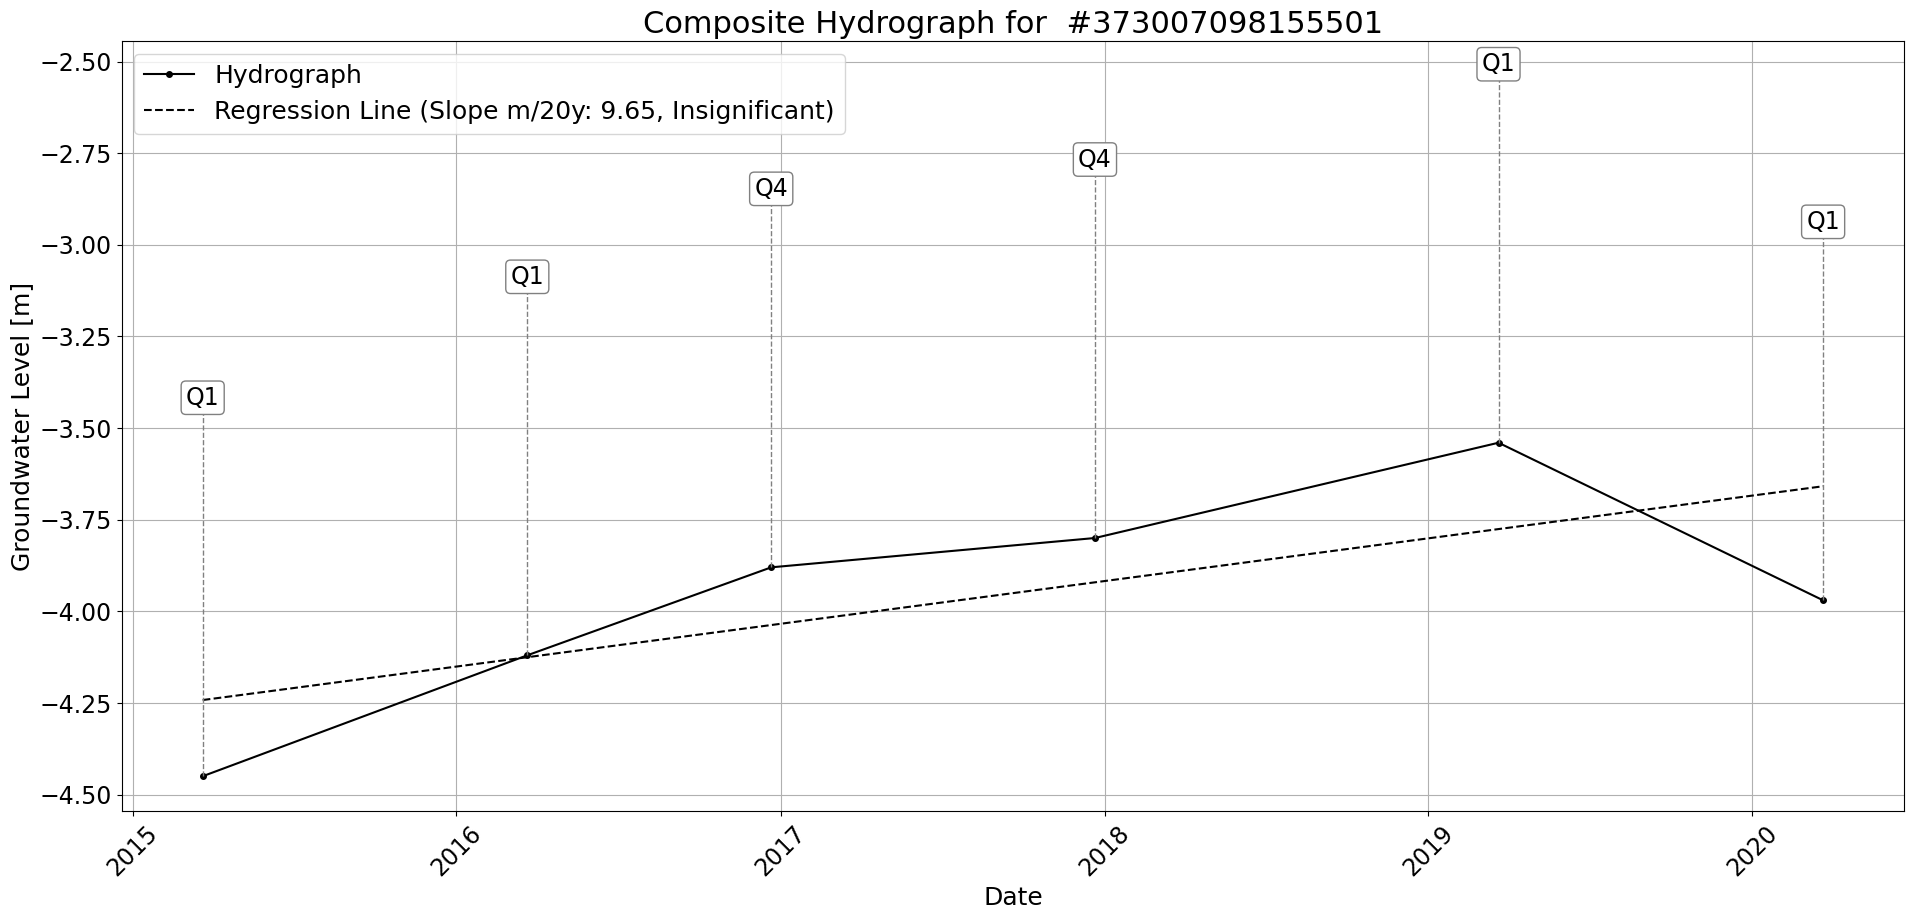 Composite Hydrograph for  #373007098155501
Hydrograph
Regression Line (Slope m/20y: 9.65, Insignificant)
Q1
Q1
Q4
Q4
Q1
Q1
Groundwater Level [m]
−2.50
−2.75
−3.00
−3.25
−3.50
−3.75
−4.00
−4.25
−4.50
2015
2016
2017
2018
2019
2020
Date